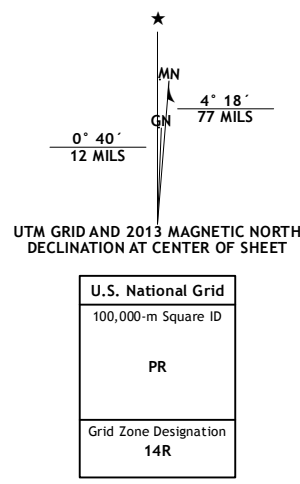 ★
MN
GN
4° 18´
77 MILS
0° 40´
12 MILS
UTM GRID AND 2013 MAGNETIC NORTH
DECLINATION AT CENTER OF SHEET
U.S. National Grid
100,000-m Square ID
PR
Grid Zone Designation
14R